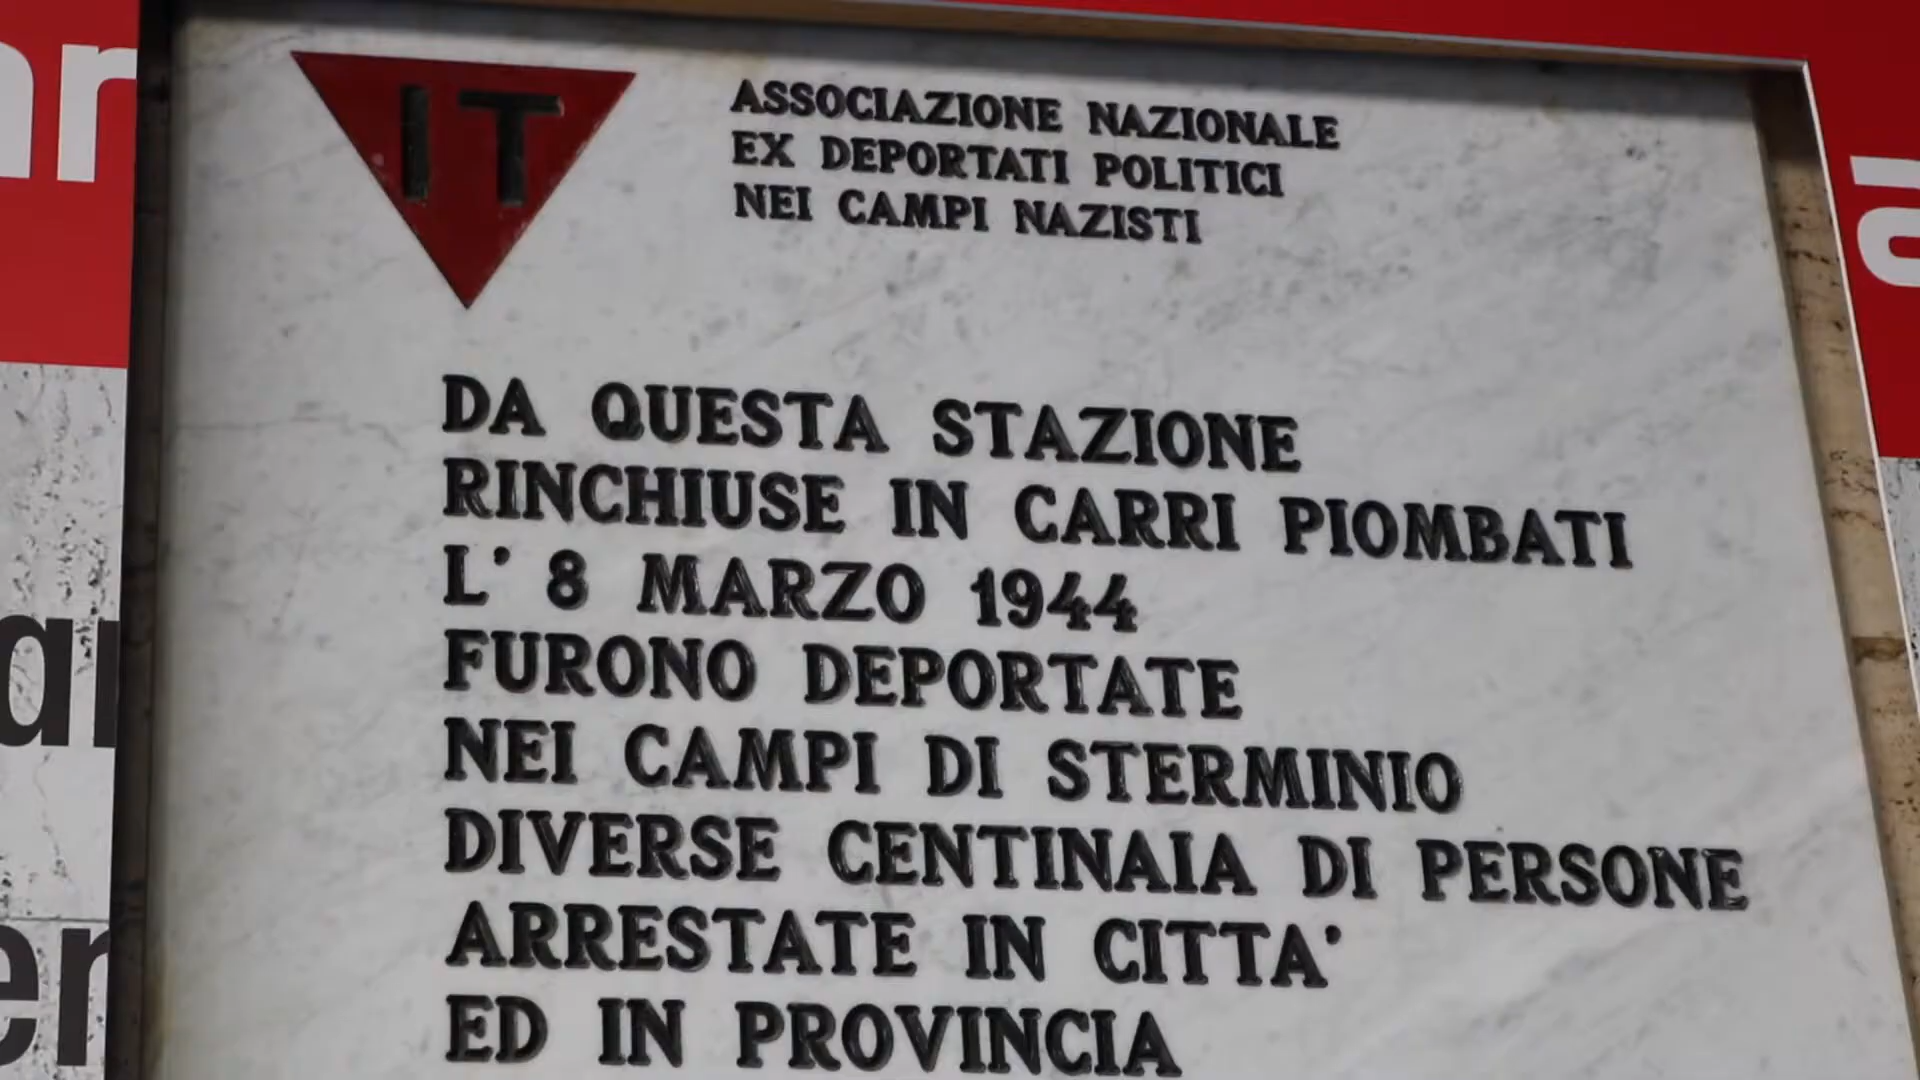 IT
ASSOCIAZIONE NAZIONALE
EX DEPORTATI POLITICI
NEI CAMPI NAZISTI
DA QUESTA STAZIONE
RINCHIUSE IN CARRI PIOMBATI
L' 8 MARZO 1944
FURONO DEPORTATE
NEI CAMPI DI STERMINIO
DIVERSE CENTINAIA DI PERSONE
ARRESTATE IN CITTA'
ED IN PROVINCIA